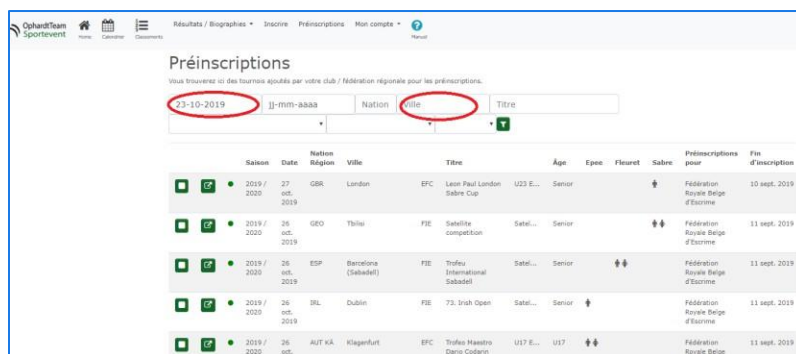 OphardtTeam
Sportevent
Home Calendrier Classements
Résultats / Biographies Inscrire Préinscriptions Mon compte
Manual
Préinscriptions
Vous trouverez ici des tournois ajoutés par votre club / fédération régionale pour les préinscriptions.
23-10-2019 jj-mm-aaaa Nation Ville Titre
Saison Date Nation Région Ville Titre Âge Epee Fleuret Sabre Préinscriptions pour Fin d'inscription
2019 / 2020 27 oct. 2019 GBR London EFC Leon Paul London Sabre Cup U23 E... Senior Fédération Royale Belge d'Escrime 10 sept. 2019
2019 / 2020 26 oct. 2019 GEO Tbilisi FIE Satellite competition Satel... Senior Fédération Royale Belge d'Escrime 11 sept. 2019
2019 / 2020 26 oct. 2019 ESP Barcelona (Sabadell) FIE Trofeu International Sabadell Satel... Senior Fédération Royale Belge d'Escrime 11 sept. 2019
2019 / 2020 26 oct. 2019 IRL Dublin FIE 73. Irish Open Satel... Senior Fédération Royale Belge d'Escrime 11 sept. 2019
2019 / 2020 26 oct. AUT KÄ Klagenfurt EFC Trofeo Maestro Dario Codarin U17 E... U17 Fédération Royale Belge 11 sept. 2019